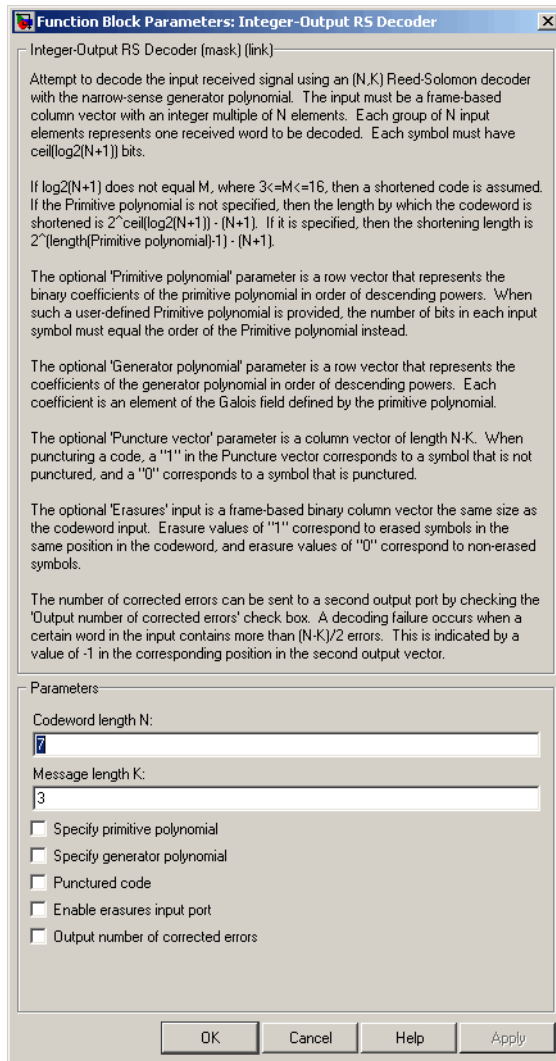 Function Block Parameters: Integer-Output RS Decoder
Integer-Output RS Decoder (mask) (link)
Attempt to decode the input received signal using an (N,K) Reed-Solomon decoder
with the narrow-sense generator polynomial.  The input must be a frame-based
column vector with an integer multiple of N elements.  Each group of N input
elements represents one received word to be decoded. Each symbol must have
ceil(log2(N+1)) bits.
If log2(N+1) does not equal M, where 3<=M<=16, then a shortened code is assumed.
If the Primitive polynomial is not specified, then the length by which the codeword is
shortened is 2^ceil(log2(N+1)) - (N+1).  If it is specified, then the shortening length is
2^(length(Primitive polynomial)-1) - (N+1).
The optional 'Primitive polynomial' parameter is a row vector that represents the
binary coefficients of the primitive polynomial in order of descending powers.  When
such a user-defined Primitive polynomial is provided, the number of bits in each input
symbol must equal the order of the Primitive polynomial instead.
The optional 'Generator polynomial' parameter is a row vector that represents the
coefficients of the generator polynomial in order of descending powers.  Each
coefficient is an element of the Galois field defined by the primitive polynomial.
The optional 'Puncture vector' parameter is a column vector of length N-K.  When
puncturing a code, a "1" in the Puncture vector corresponds to a symbol that is not
punctured, and a "0" corresponds to a symbol that is punctured.
The optional 'Erasures' input is a frame-based binary column vector the same size as
the codeword input.  Erasure values of "1" correspond to erased symbols in the
same position in the codeword, and erasure values of "0" correspond to non-erased
symbols.
The number of corrected errors can be sent to a second output port by checking the
'Output number of corrected errors' check box.  A decoding failure occurs when a
certain word in the input contains more than (N-K)/2 errors.  This is indicated by a
value of -1 in the corresponding position in the second output vector.
Parameters
Codeword length N:
7
Message length K:
3
Specify primitive polynomial
Specify generator polynomial
Punctured code
Enable erasures input port
Output number of corrected errors
OK Cancel Help Apply